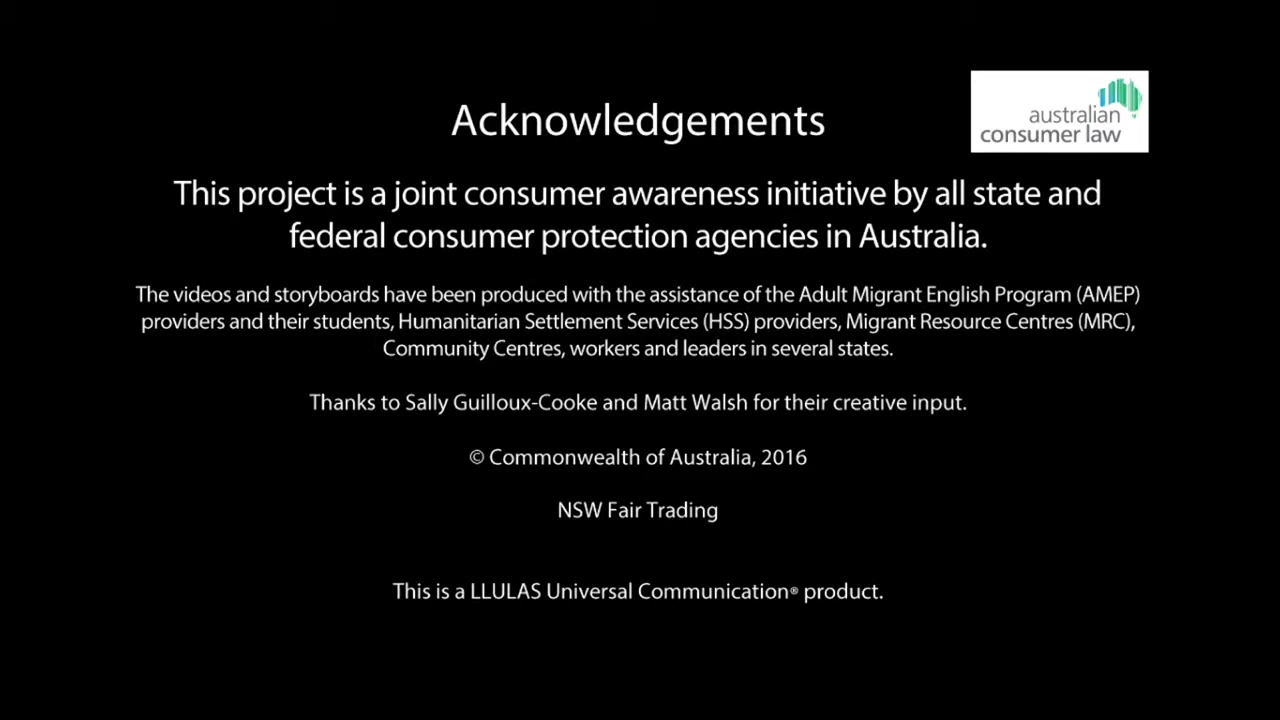 Acknowledgements
australian
consumer law
This project is a joint consumer awareness initiative by all state and
federal consumer protection agencies in Australia.
The videos and storyboards have been produced with the assistance of the Adult Migrant English Program (AMEP)
providers and their students, Humanitarian Settlement Services (HSS) providers, Migrant Resource Centres (MRC),
Community Centres, workers and leaders in several states.
Thanks to Sally Guilloux-Cooke and Matt Walsh for their creative input.
© Commonwealth of Australia, 2016
NSW Fair Trading
This is a LLULAS Universal Communication® product.